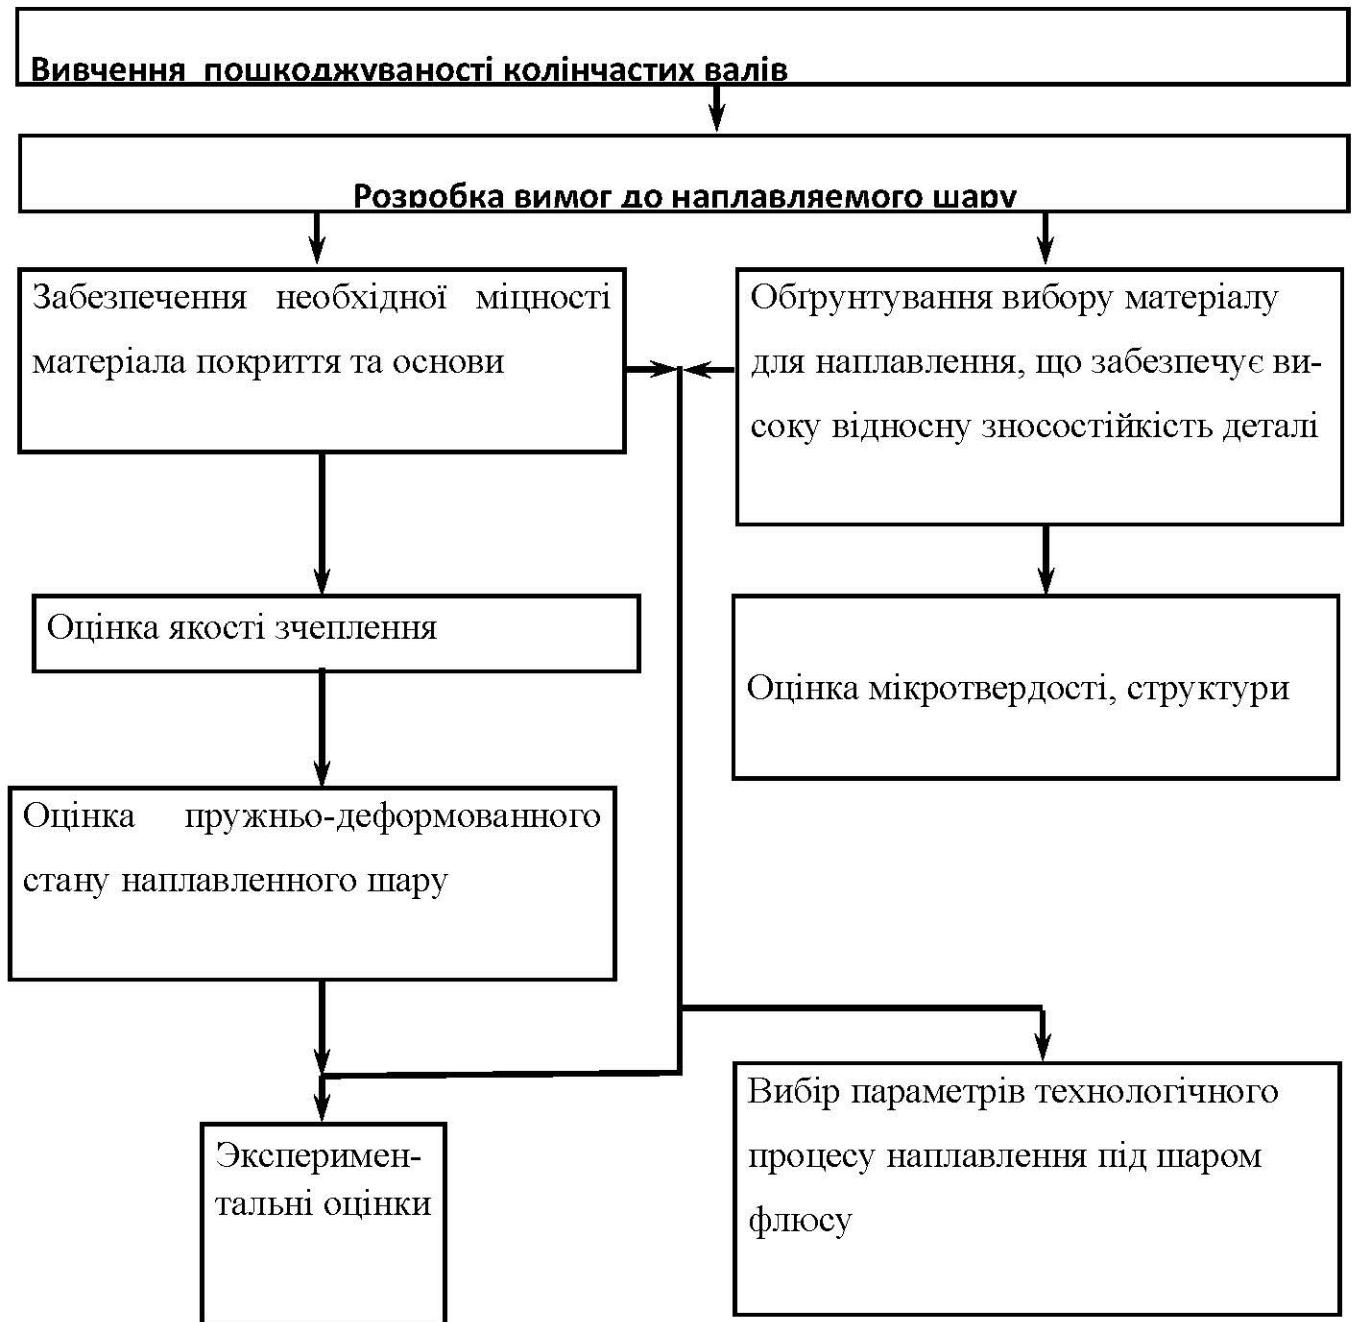 Вивчення пошкоджуваності колінчастих валів
Розробка вимог до наплавляемого шару
Забезпечення необхідної міцності
матеріала покриття та основи
Обґрунтування вибору матеріалу
для наплавлення, що забезпечує ви-
соку відносну зносостійкість деталі
Оцінка якості зчеплення
Оцінка мікротвердості, структури
Оцінка пружньо-деформованного
стану наплавленного шару
Эксперимен-
тальні оцінки
Вибір параметрів технологічного
процесу наплавлення під шаром
флюсу